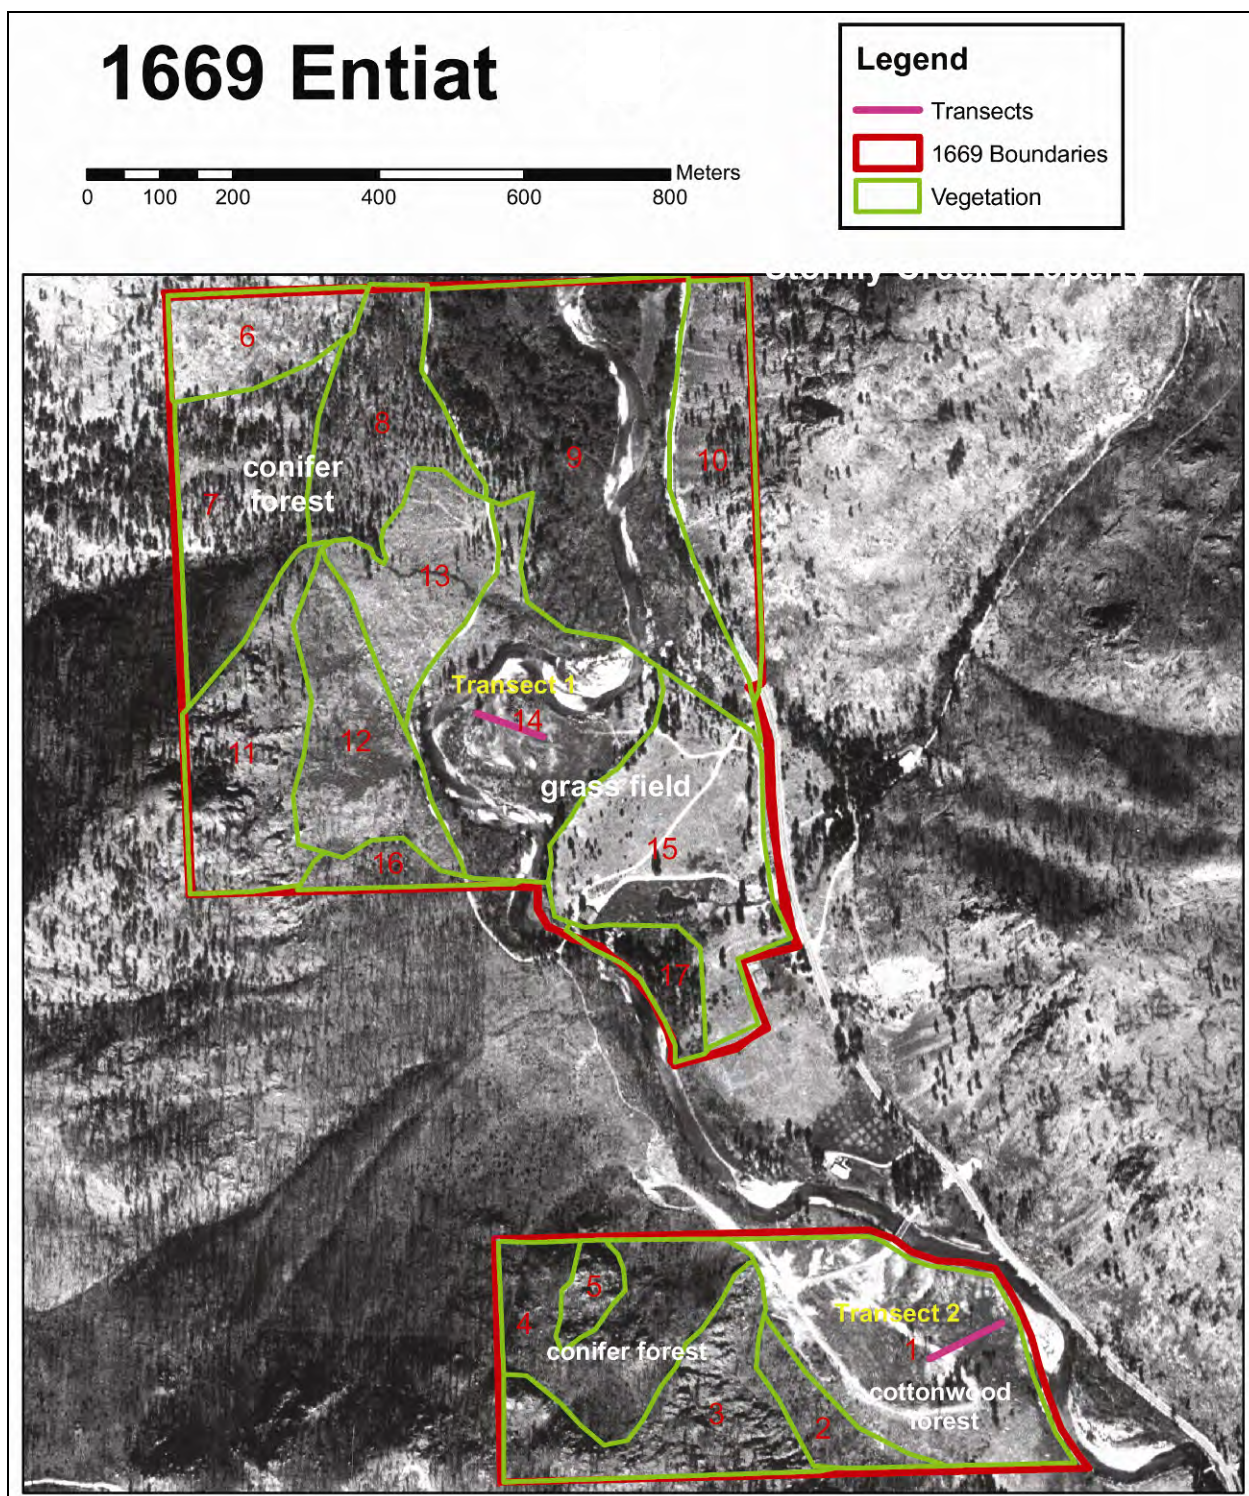 1669 Entiat
Legend
Transects
1669 Boundaries
Vegetation
Meters
0 100 200 400 600 800
6
8
9
10
conifer
forest
7
13
Transect 1
14
11
12
grass field
15
16
17
5
4
Transect 2
1
conifer forest
cottonwood
forest
3
2